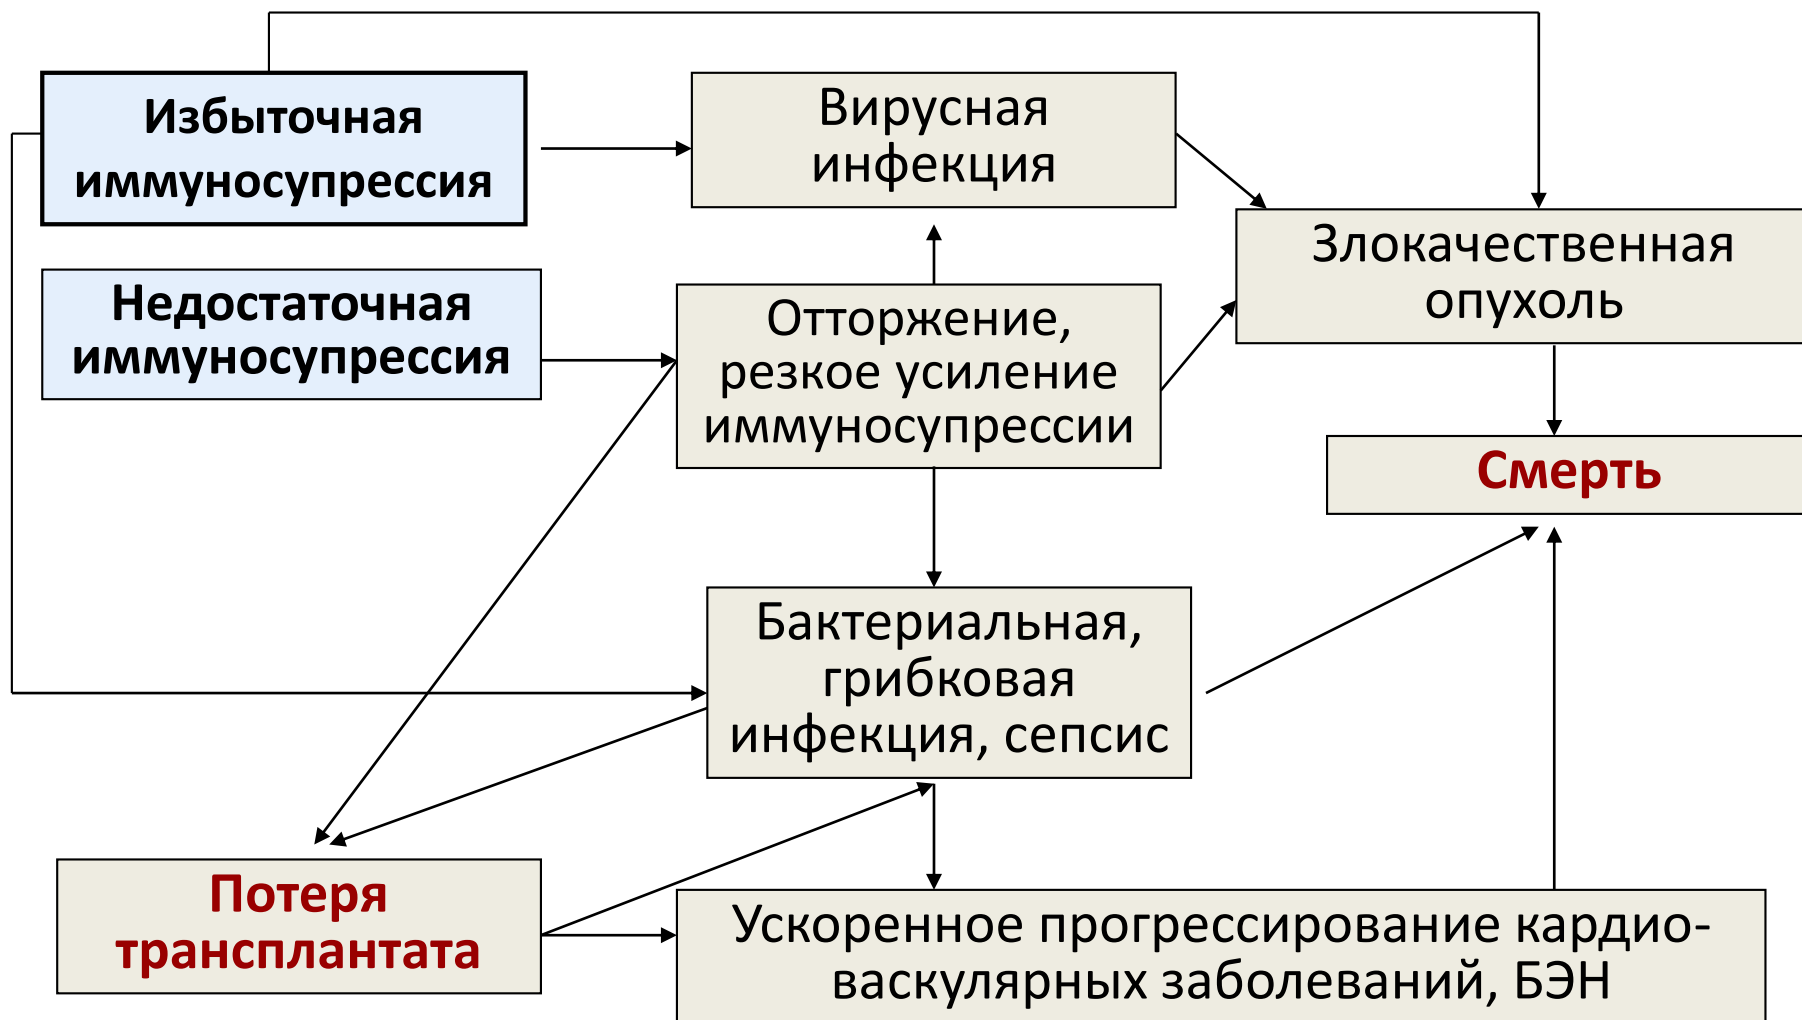 Избыточная
иммуносупрессия
Вирусная
инфекция
Злокачественная
опухоль
Недостаточная
иммуносупрессия
Отторжение,
резкое усиление
иммуносупрессии
Смерть
Бактериальная,
грибковая
инфекция, сепсис
Потеря
трансплантата
Ускоренное прогрессирование кардио-
васкулярных заболеваний, БЭН